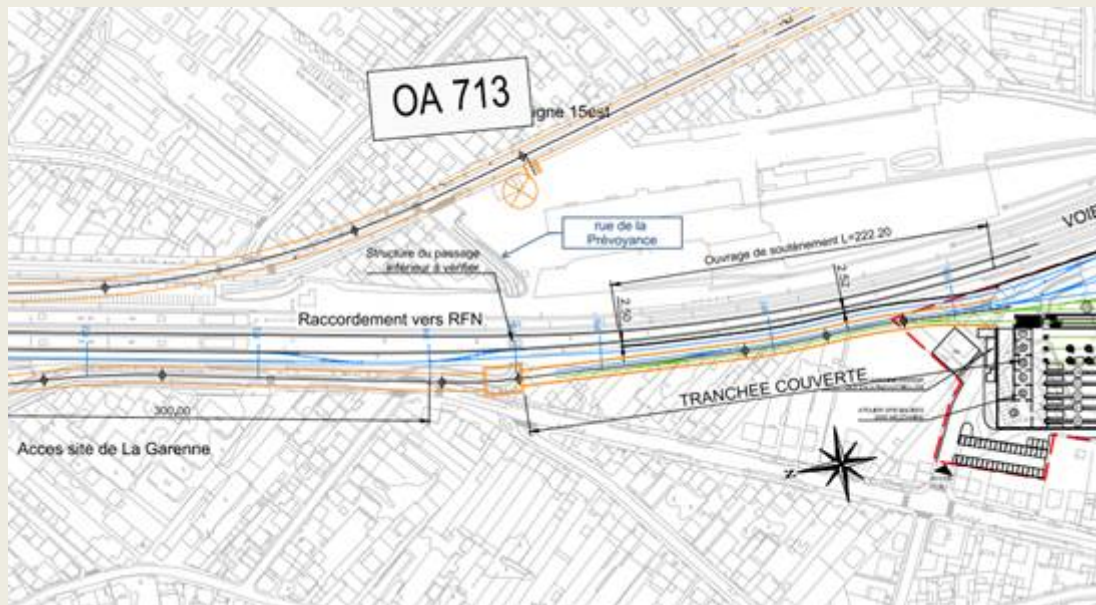 OA 713
igne 15est
rue de la
Prévoyance
Structure du passage
inférieur à vérifier
Ouvrage de soutènement L=222.20
VOIE
2.50
2.52
Raccordement vers RFN
TRANCHEE COUVERTE
300,00
Acces site de La Garenne